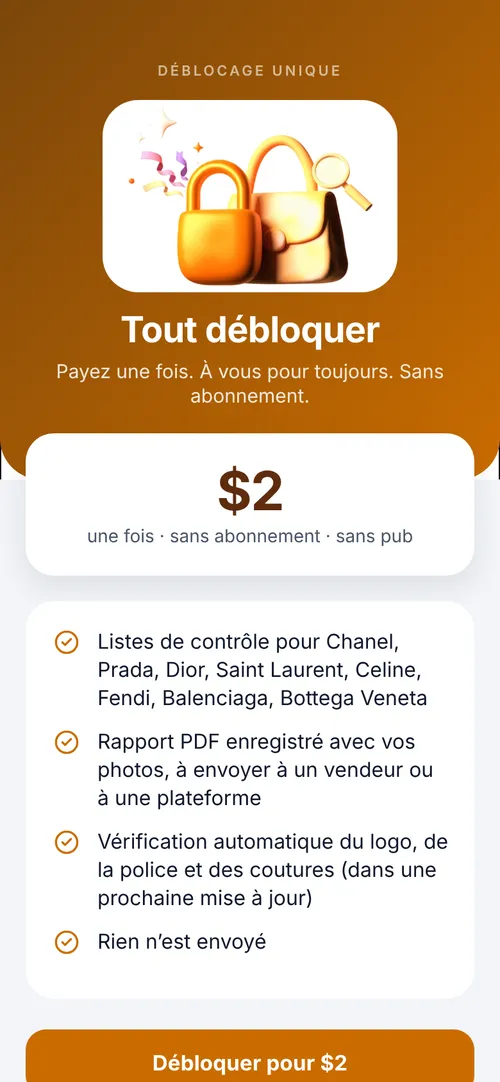 DÉBLOCAGE UNIQUE
Tout débloquer
Payez une fois. À vous pour toujours. Sans
abonnement.
$2
une fois · sans abonnement · sans pub
Listes de contrôle pour Chanel,
Prada, Dior, Saint Laurent, Celine,
Fendi, Balenciaga, Bottega Veneta
Rapport PDF enregistré avec vos
photos, à envoyer à un vendeur ou
à une plateforme
Vérification automatique du logo, de
la police et des coutures (dans une
prochaine mise à jour)
Rien n’est envoyé
Débloquer pour $2